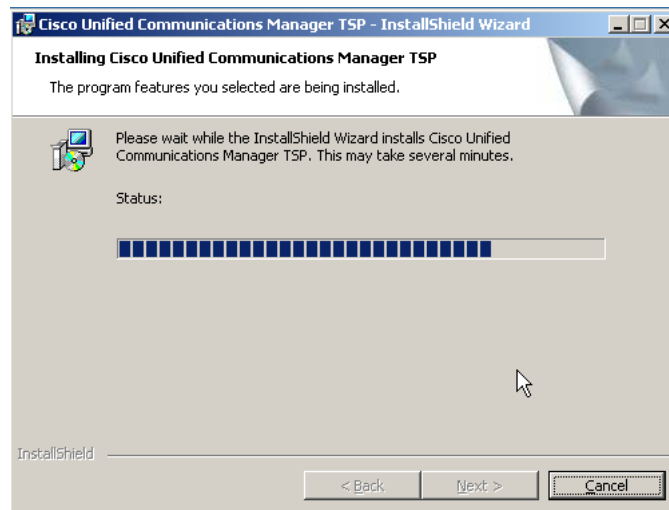 Cisco Unified Communications Manager TSP - InstallShield Wizard
Installing Cisco Unified Communications Manager TSP
The program features you selected are being installed.
Please wait while the InstallShield Wizard installs Cisco Unified
Communications Manager TSP. This may take several minutes.
Status:
InstallShield
< Back Next > Cancel